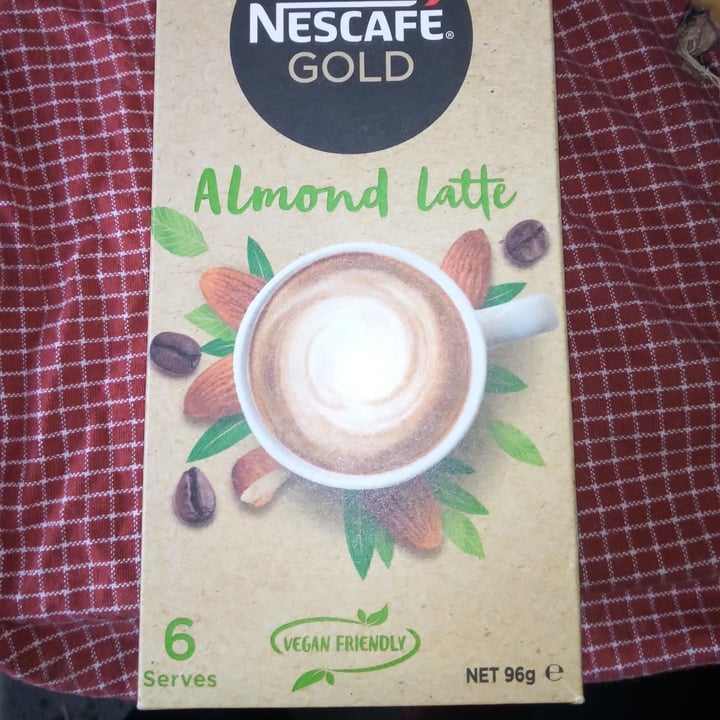 NESCAFÉ®
GOLD
Almond Latte
6
Serves
VEGAN FRIENDLY
NET 96g ℮